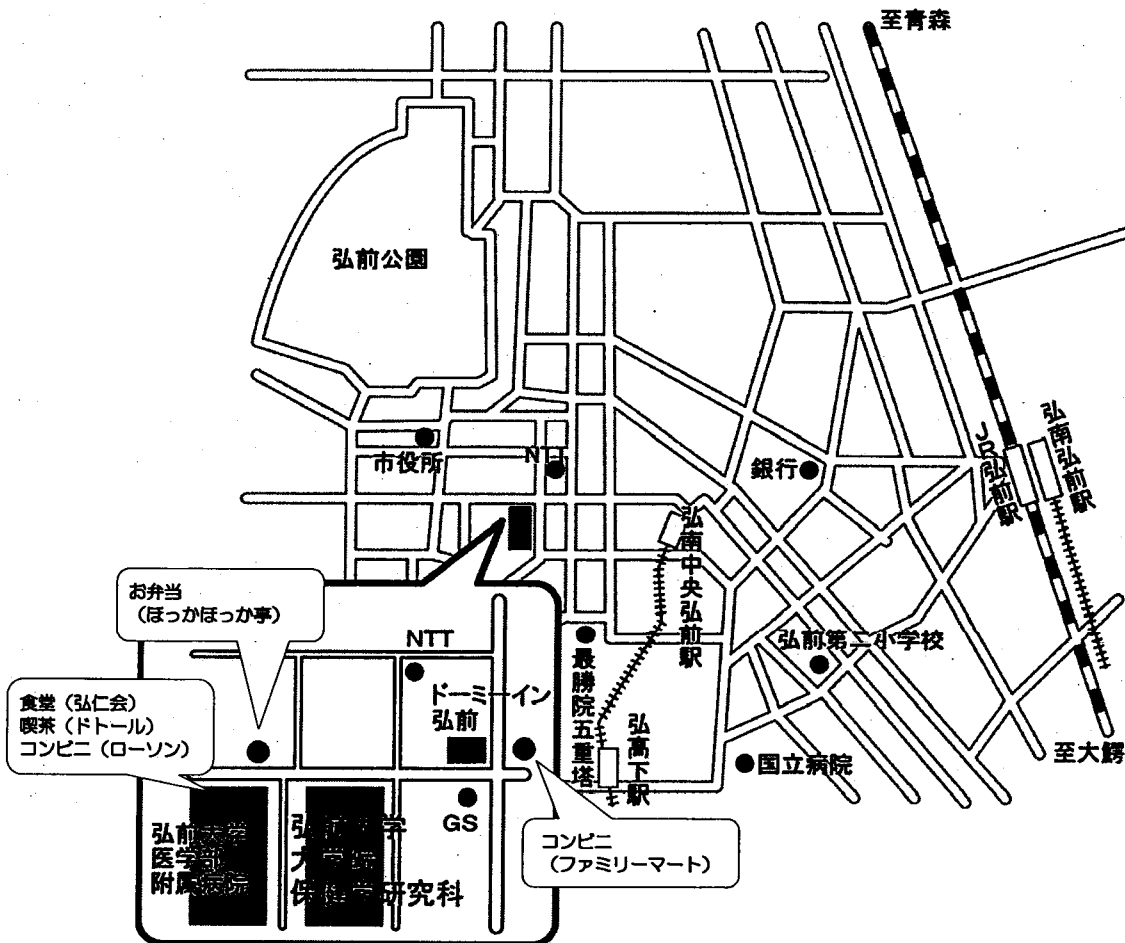 至青森
弘前公園
市役所
NTT
銀行
JR弘前駅
弘南弘前駅
弘南中央弘前駅
お弁当
(ほっかほっか亭)
NTT
弘前第二小学校
食堂(弘仁会)
喫茶(ドトール)
コンビニ(ローソン)
ドーミーイン
弘前
最勝院五重塔
弘高下駅
国立病院
至大鰐
GS
コンビニ
(ファミリーマート)
弘前大学
医学部
附属病院
弘前大学
大学院
保健学研究科